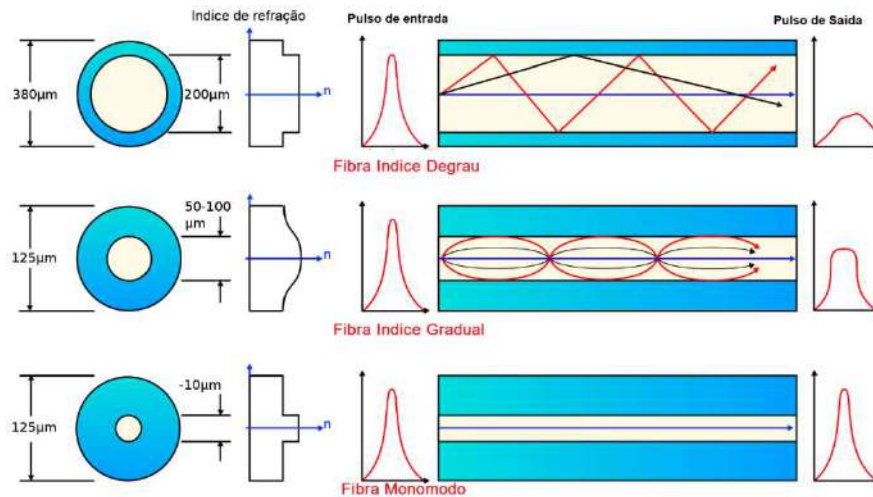 Indice de refração
Pulso de entrada
Pulso de Saida
380µm
200µm
n
Fibra Indice Degrau
50-100
µm
125µm
n
Fibra Indice Gradual
-10µm
125µm
n
Fibra Monomodo